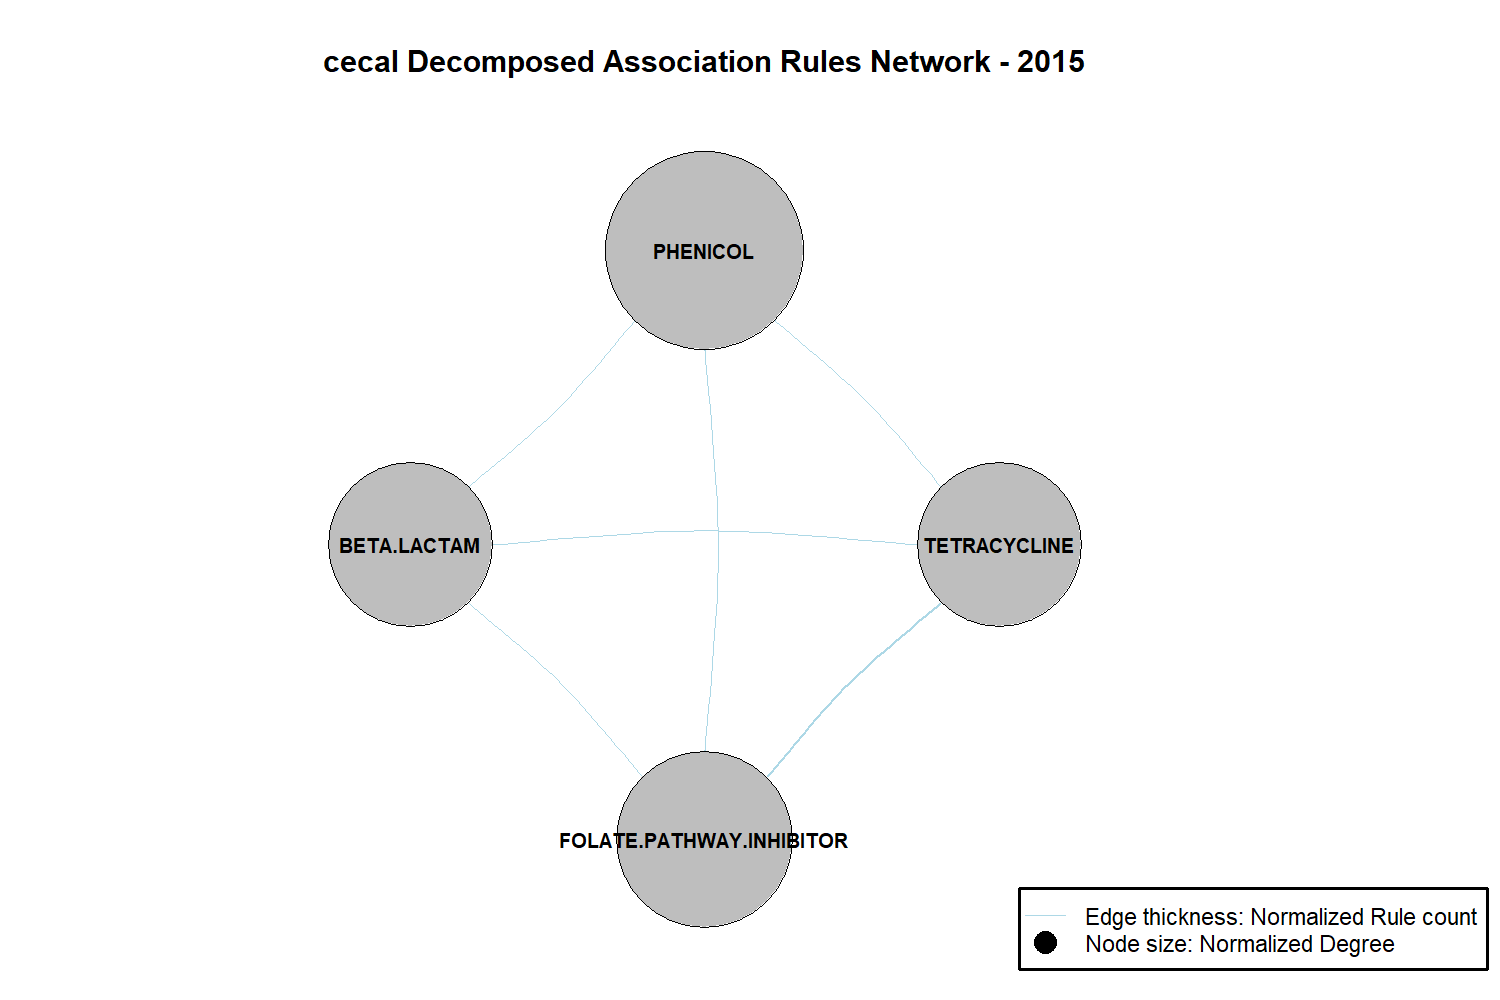 cecal Decomposed Association Rules Network - 2015
PHENICOL
BETA.LACTAM
TETRACYCLINE
FOLATE.PATHWAY.INHIBITOR
Edge thickness: Normalized Rule count
Node size: Normalized Degree